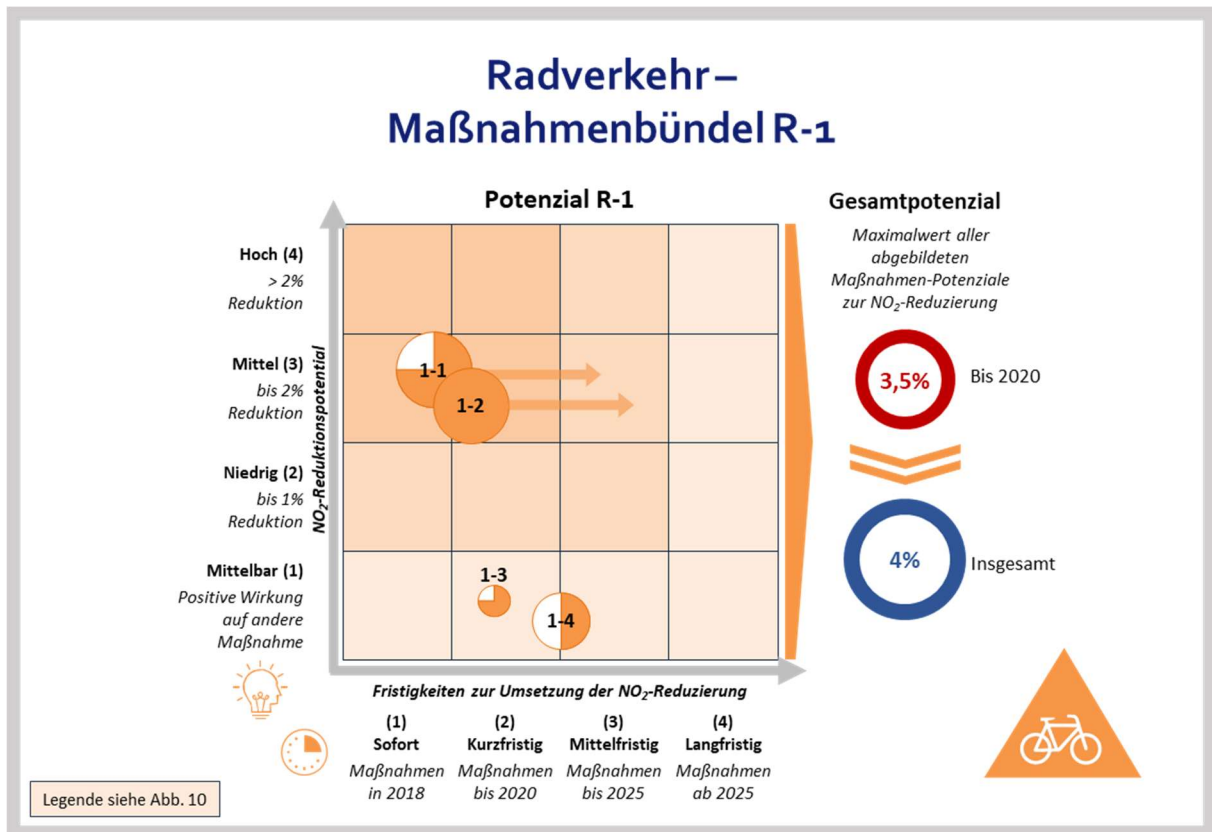 Radverkehr –
Maßnahmenbündel R-1
Potenzial R-1
Hoch (4)
> 2%
Reduktion
Mittel (3)
bis 2%
Reduktion
Niedrig (2)
bis 1%
Reduktion
Mittelbar (1)
Positive Wirkung
auf andere
Maßnahme
NO₂-Reduktionspotential
1-1
1-2
1-3
1-4
Fristigkeiten zur Umsetzung der NO₂-Reduzierung
(1)
Sofort
Maßnahmen
in 2018
(2)
Kurzfristig
Maßnahmen
bis 2020
(3)
Mittelfristig
Maßnahmen
bis 2025
(4)
Langfristig
Maßnahmen
ab 2025
Gesamtpotenzial
Maximalwert aller
abgebildeten
Maßnahmen-Potenziale
zur NO₂-Reduzierung
3,5%
Bis 2020
4%
Insgesamt
Legende siehe Abb. 10